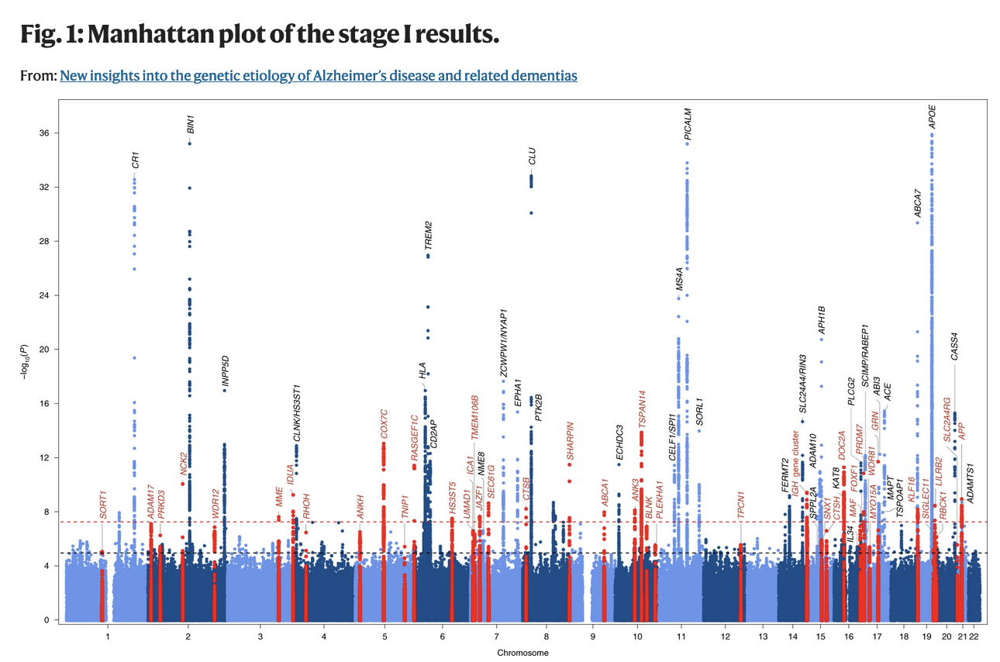 Fig. 1: Manhattan plot of the stage I results.
From: New insights into the genetic etiology of Alzheimer's disease and related dementias
−log10(P)
36
32
28
24
20
16
12
8
4
0
SORT1
CR1
ADAM17
PRKD3
NCK2
BIN1
WDR12
INPP5D
MME
IDUA
CLNK/HS3ST1
RHOH
ANKH
COX7C
TNIP1
RASGEF1C
HLA
TREM2
CD2AP
HS3ST5
UMAD1
ICA1
TMEM106B
JAZF1
NME8
SEC61G
ZCWPW1/NYAP1
EPHA1
CTSB
CLU
PTK2B
SHARPIN
ABCA1
ECHDC3
ANK3
TSPAN14
BLNK
PLEKHA1
CELF1/SPI1
MS4A
PICALM
SORL1
TPCN1
FERMT2
IGH gene cluster
SLC24A4/RIN3
SPPL2A
ADAM10
APH1B
SNX1
CTSH
KAT8
DOC2A
IL34
MAF
PLCG2
FOXF1
PRDM7
SCIMP/RABEP1
WDR81
MYO15A
GRN
ABI3
ACE
MAPT
TSPOAP1
KLF16
ABCA7
SIGLEC11
APOE
LILRB2
RBCK1
SLC2A4RG
CASS4
APP
ADAMTS1
1 2 3 4 5 6 7 8 9 10 11 12 13 14 15 16 17 18 19 20 21 22
Chromosome